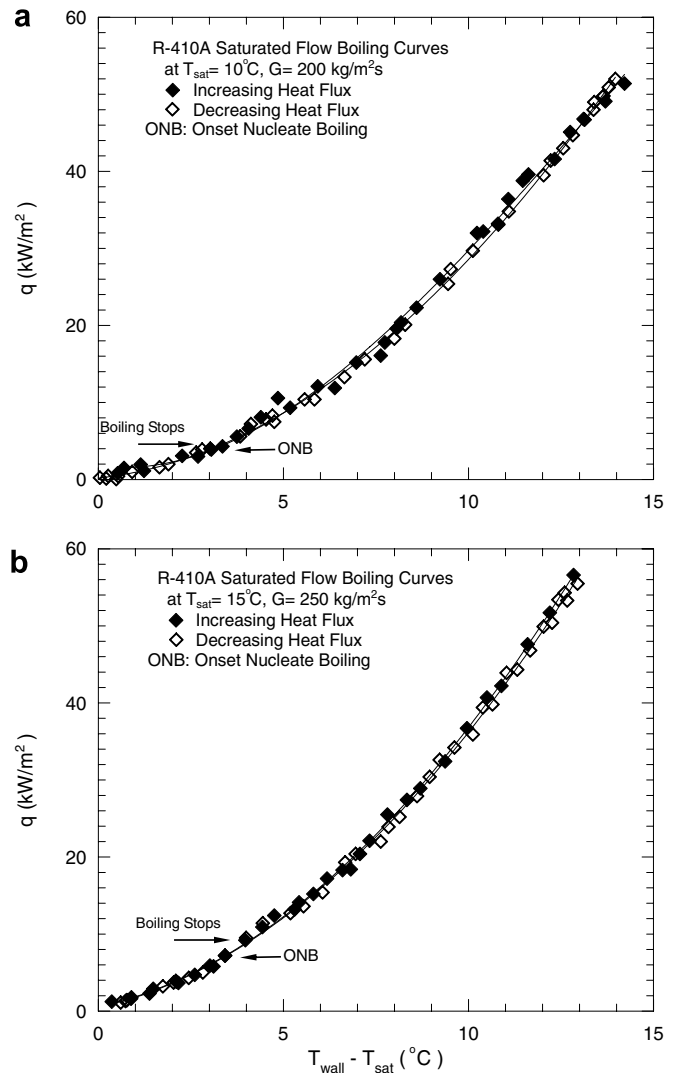 a
60
R-410A Saturated Flow Boiling Curves
at T_sat= 10°C, G= 200 kg/m²s
Increasing Heat Flux
Decreasing Heat Flux
ONB: Onset Nucleate Boiling
40
q (kW/m²)
20
Boiling Stops
ONB
0
0 5 10 15
b
60
R-410A Saturated Flow Boiling Curves
at T_sat= 15°C, G= 250 kg/m²s
Increasing Heat Flux
Decreasing Heat Flux
ONB: Onset Nucleate Boiling
40
q (kW/m²)
20
Boiling Stops
ONB
0
0 5 10 15
T_wall - T_sat (°C)